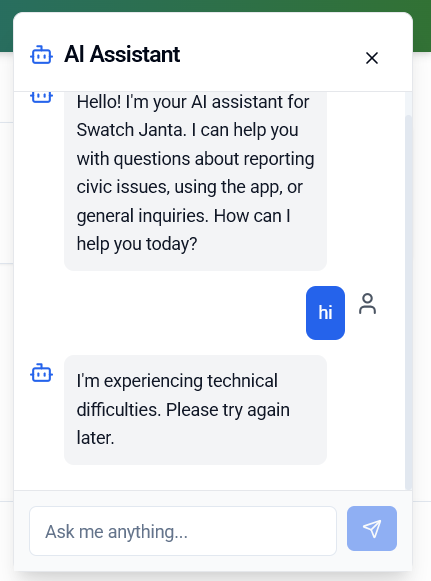 AI Assistant
Hello! I'm your AI assistant for
Swatch Janta. I can help you
with questions about reporting
civic issues, using the app, or
general inquiries. How can I
help you today?
hi
I'm experiencing technical
difficulties. Please try again
later.
Ask me anything...